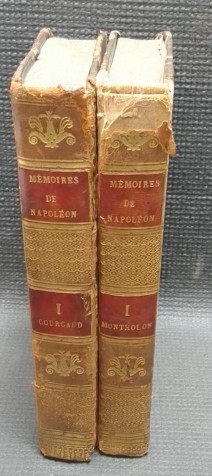 MÉMOIRES
DE
NAPOLÉON
I
GOURGAUD
MÉMOIRES
DE
NAPOLÉON
I
MONTHOLON